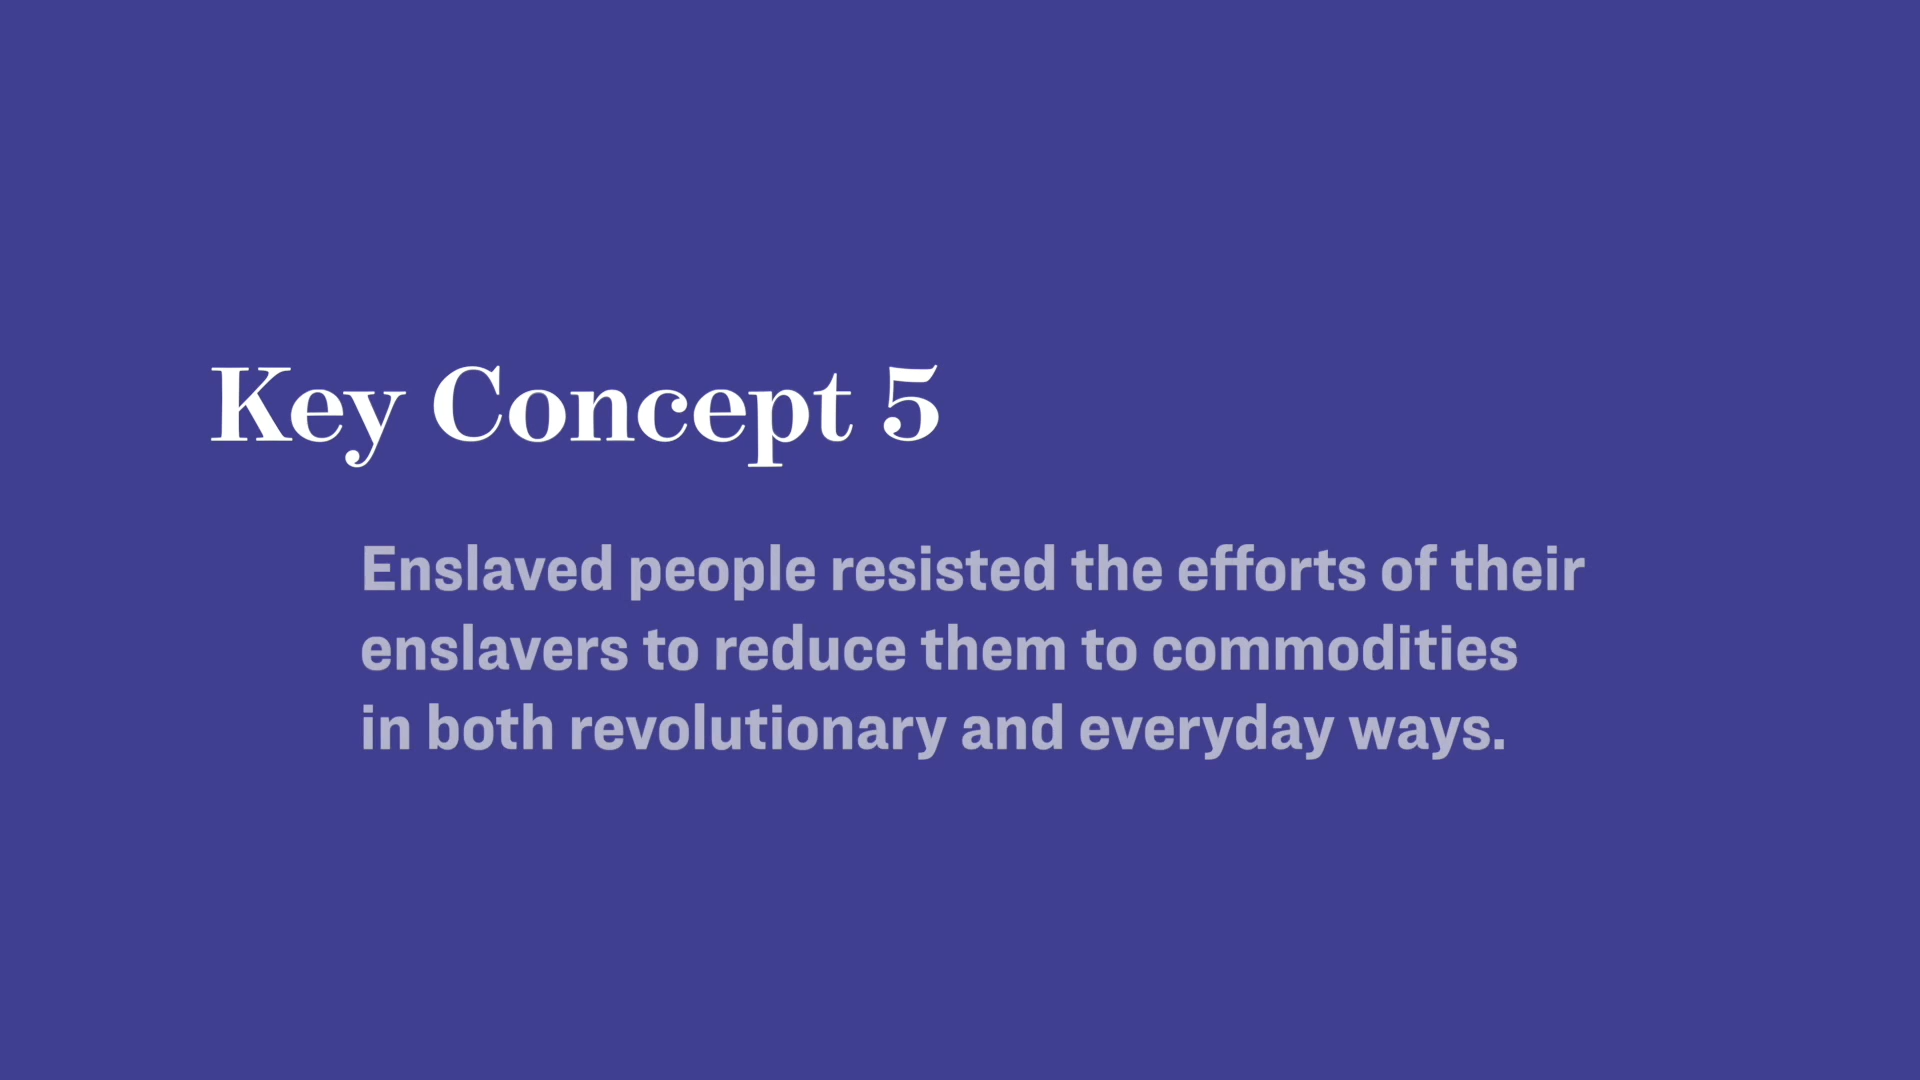 Key Concept 5
Enslaved people resisted the efforts of their
enslavers to reduce them to commodities
in both revolutionary and everyday ways.